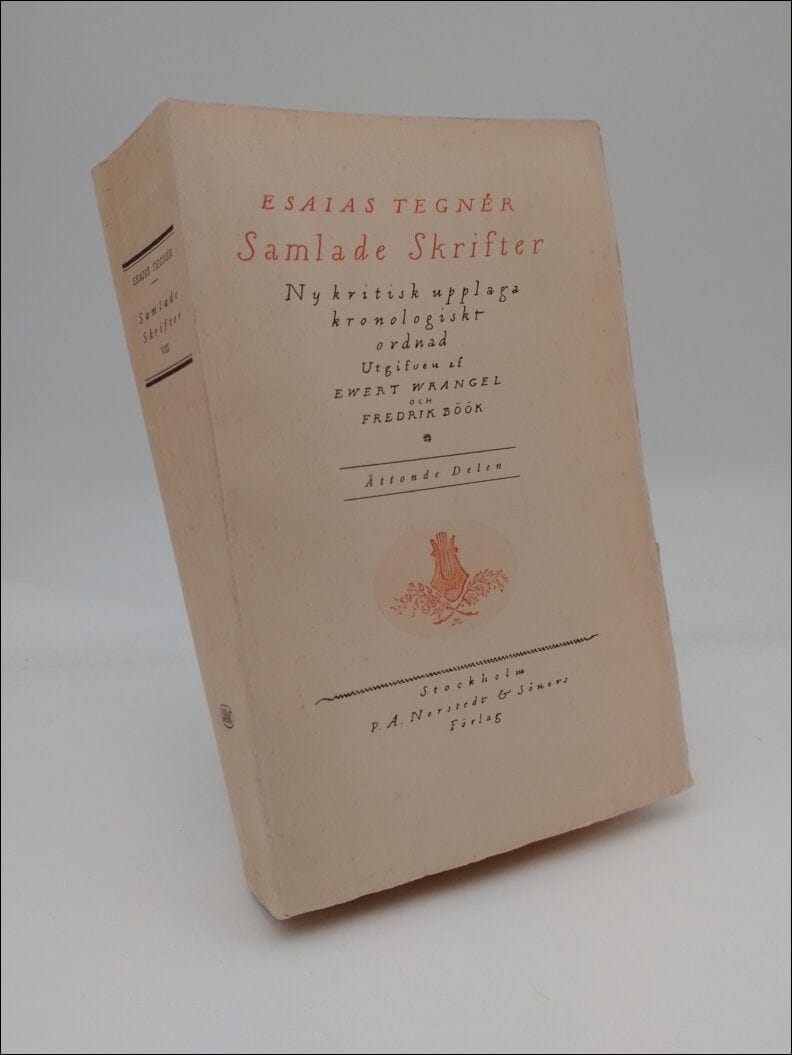 ESAIAS TEGNÉR
Samlade Skrifter
Ny kritisk upplaga
kronologiskt
ordnad
Utgifven af
EWERT WRANGEL
OCH
FREDRIK BÖÖK
Åttonde Delen
Stockholm
P. A. Norstedt & Söners
Förlag
ESAIAS TEGNÉR
Samlade
Skrifter
VIII